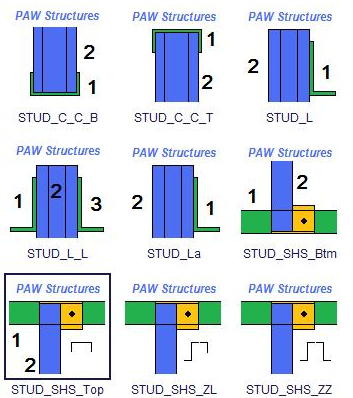 PAW Structures PAW Structures PAW Structures
2
1
1
2
2
1
STUD_C_C_B STUD_C_C_T STUD_L
PAW Structures PAW Structures PAW Structures
1 2 3
2 1
1 2
STUD_L_L STUD_La STUD_SHS_Btm
PAW Structures PAW Structures PAW Structures
1
2
STUD_SHS_Top STUD_SHS_ZL STUD_SHS_ZZ